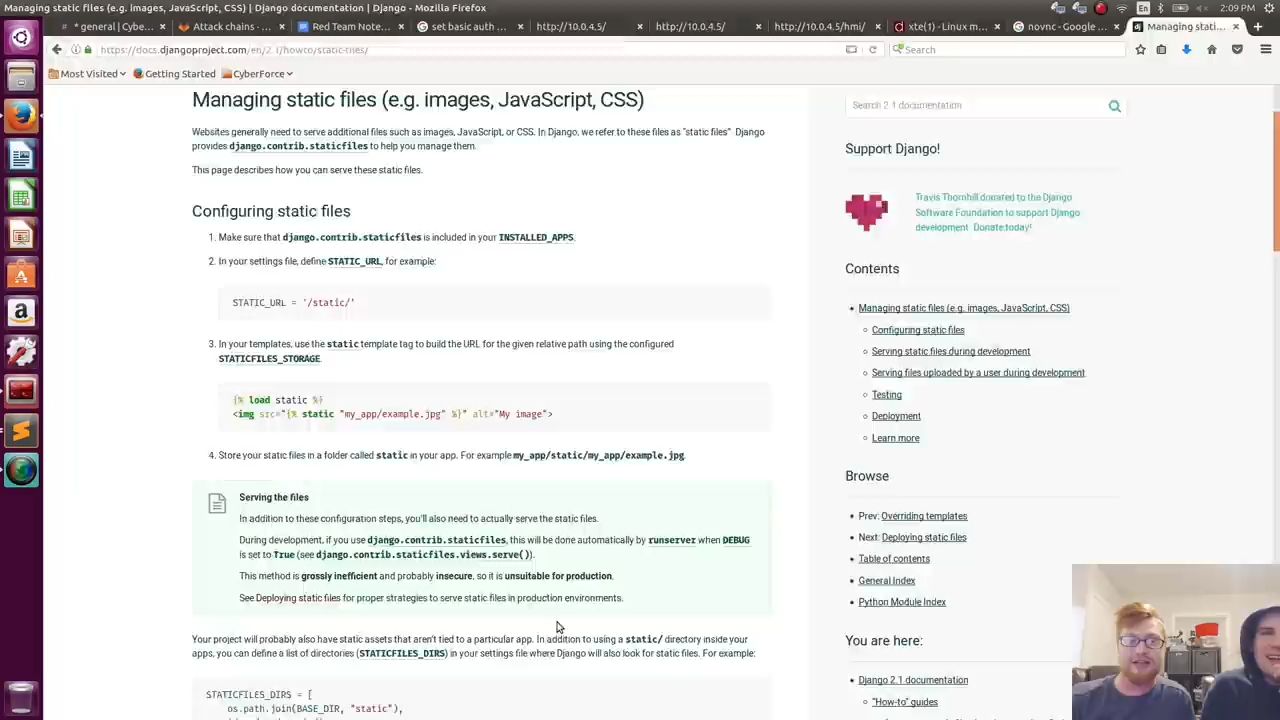 Managing static files (e.g. images, JavaScript, CSS) | Django documentation | Django - Mozilla Firefox
En
2:09 PM
*general | Cybe...
Attack chains - ...
Red Team Note...
set basic auth ...
http://10.0.4.5/
http://10.0.4.5/
http://10.0.4.5/hmi/
xte(1) - Linux m...
novnc - Google ...
Managing stati...
https://docs.djangoproject.com/en/2.1/howto/static-files/
Search
Most Visited
Getting Started
CyberForce
Managing static files (e.g. images, JavaScript, CSS)
Websites generally need to serve additional files such as images, JavaScript, or CSS. In Django, we refer to these files as "static files". Django
provides django.contrib.staticfiles to help you manage them.
This page describes how you can serve these static files.
Configuring static files
1. Make sure that django.contrib.staticfiles is included in your INSTALLED_APPS.
2. In your settings file, define STATIC_URL, for example:
STATIC_URL = '/static/'
3. In your templates, use the static template tag to build the URL for the given relative path using the configured
STATICFILES_STORAGE.
{% load static %}
<img src="{% static "my_app/example.jpg" %}" alt="My image">
4. Store your static files in a folder called static in your app. For example my_app/static/my_app/example.jpg.
Serving the files
In addition to these configuration steps, you'll also need to actually serve the static files.
During development, if you use django.contrib.staticfiles, this will be done automatically by runserver when DEBUG
is set to True (see django.contrib.staticfiles.views.serve()).
This method is grossly inefficient and probably insecure, so it is unsuitable for production.
See Deploying static files for proper strategies to serve static files in production environments.
Your project will probably also have static assets that aren't tied to a particular app. In addition to using a static/ directory inside your
apps, you can define a list of directories (STATICFILES_DIRS) in your settings file where Django will also look for static files. For example:
STATICFILES_DIRS = [
os.path.join(BASE_DIR, "static"),
Search 2.1 documentation
Support Django!
Travis Thornhill donated to the Django
Software Foundation to support Django
development. Donate today!
Contents
Managing static files (e.g. images, JavaScript, CSS)
Configuring static files
Serving static files during development
Serving files uploaded by a user during development
Testing
Deployment
Learn more
Browse
Prev: Overriding templates
Next: Deploying static files
Table of contents
General Index
Python Module Index
You are here:
Django 2.1 documentation
"How-to" guides